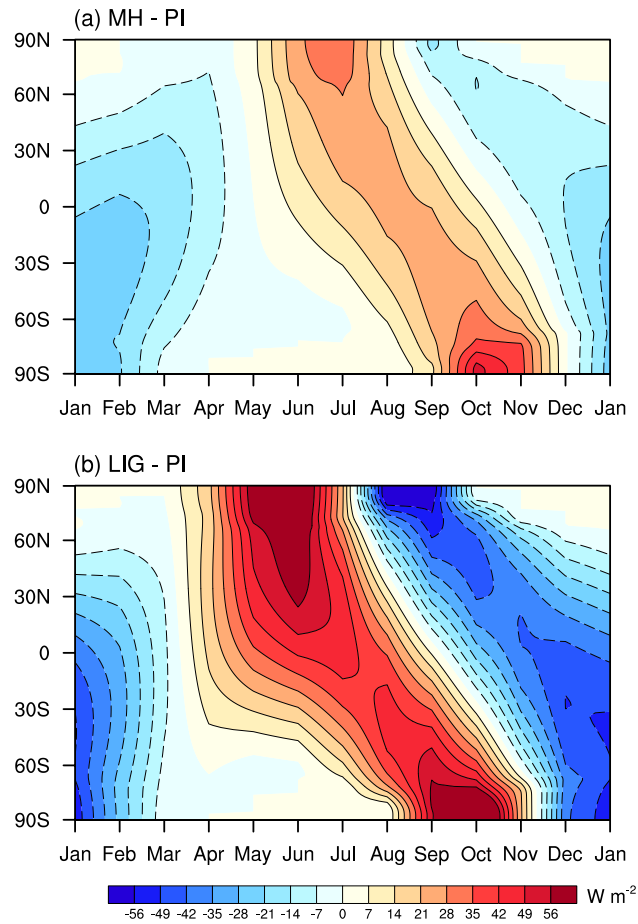 (a) MH - PI
90N
60N
30N
0
30S
60S
90S
Jan Feb Mar Apr May Jun Jul Aug Sep Oct Nov Dec Jan
(b) LIG - PI
90N
60N
30N
0
30S
60S
90S
Jan Feb Mar Apr May Jun Jul Aug Sep Oct Nov Dec Jan
W m⁻²
-56 -49 -42 -35 -28 -14 -7 0 7 14 28 35 42 49 56